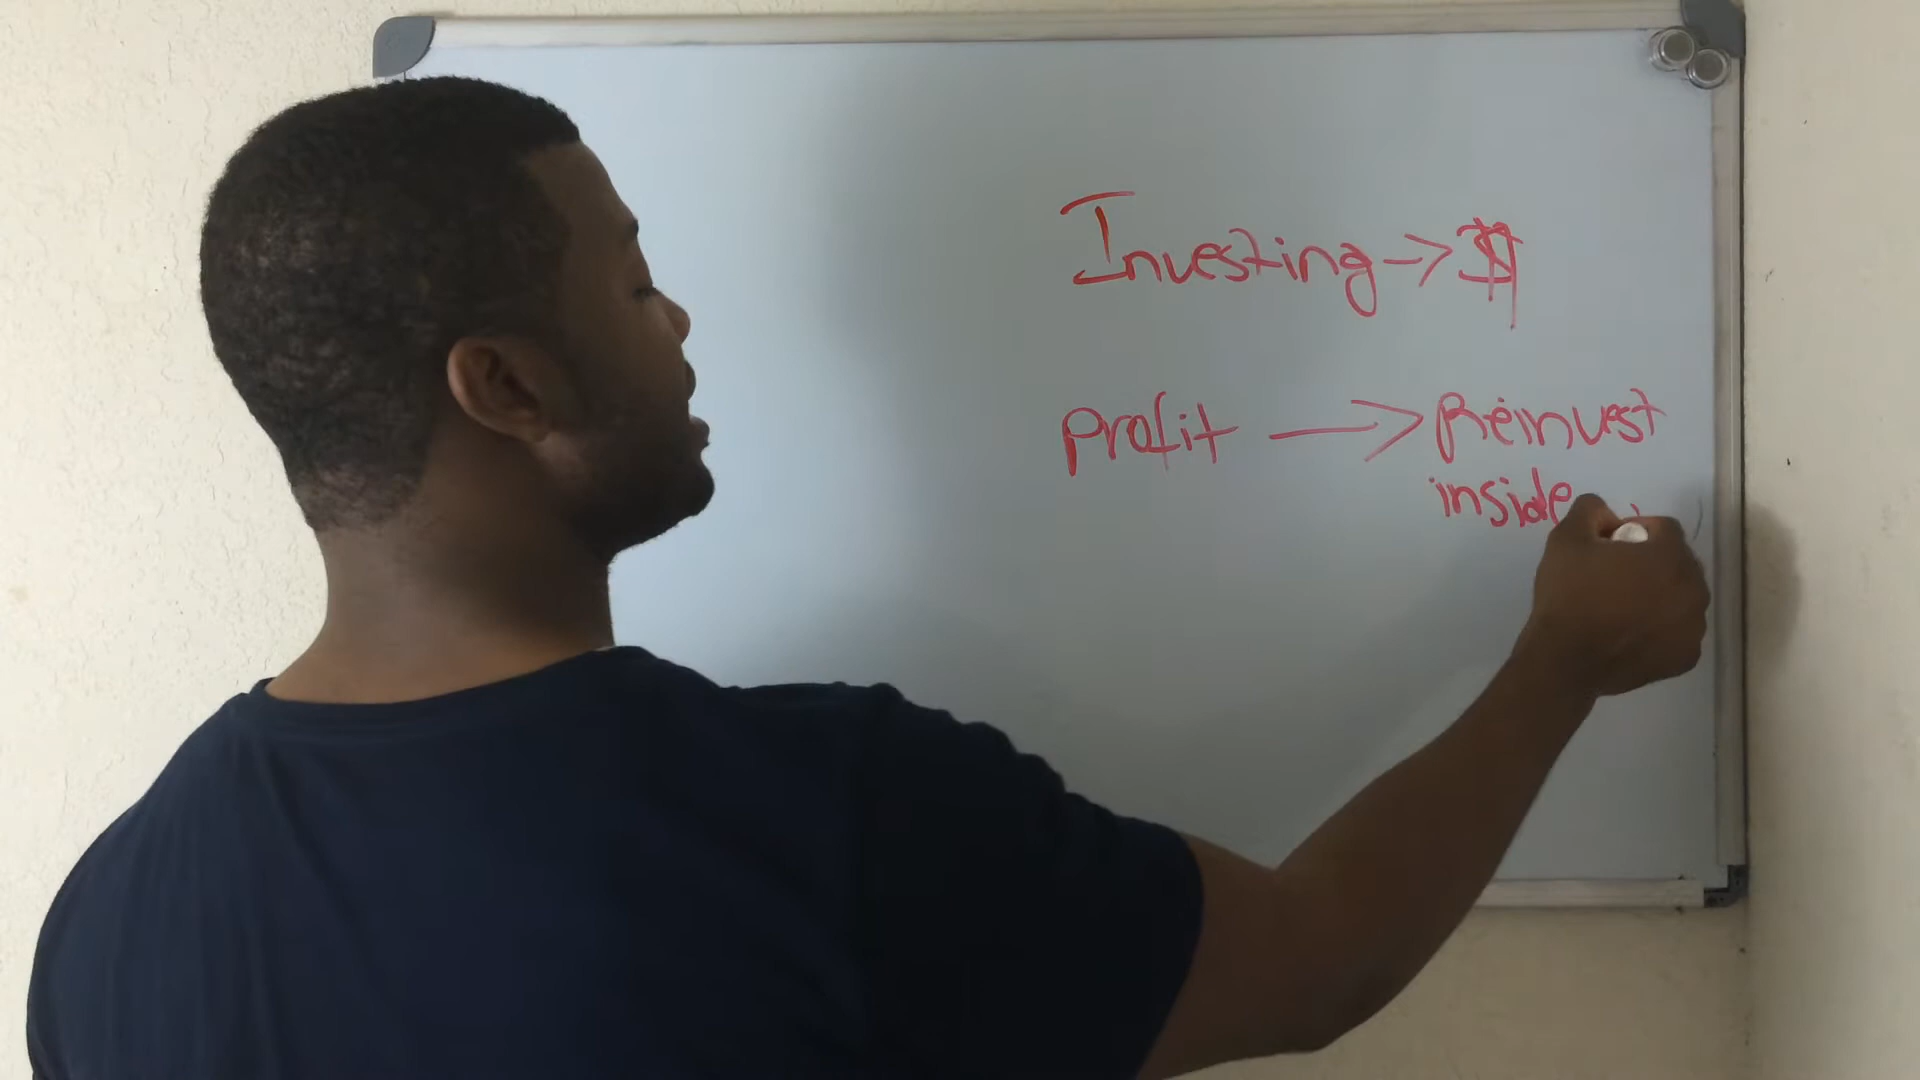 Investing -> $
Profit -> Reinvest
inside